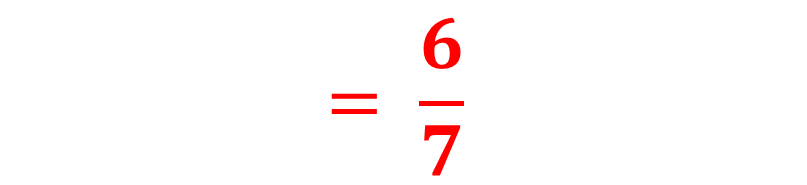 = 6/7